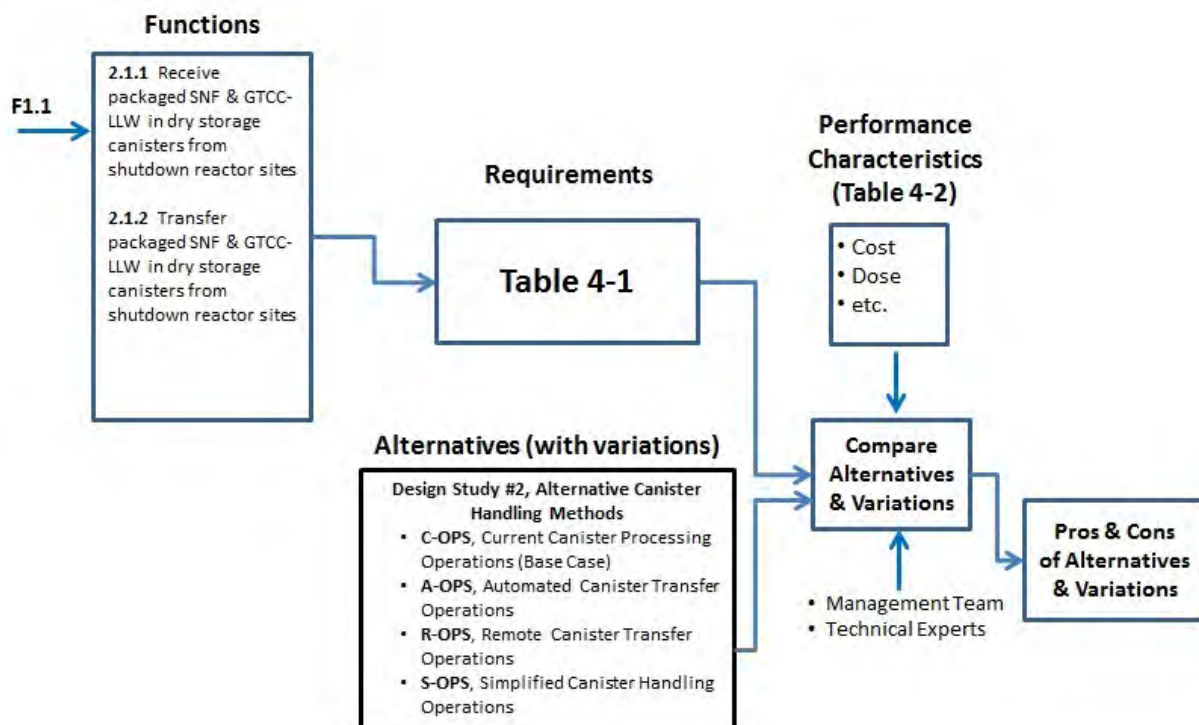 Functions
F1.1
2.1.1 Receive
packaged SNF & GTCC-
LLW in dry storage
canisters from
shutdown reactor sites
2.1.2 Transfer
packaged SNF & GTCC-
LLW in dry storage
canisters from
shutdown reactor sites
Requirements
Table 4-1
Performance
Characteristics
(Table 4-2)
• Cost
• Dose
• etc.
Alternatives (with variations)
Design Study #2, Alternative Canister
Handling Methods
• C-OPS, Current Canister Processing
Operations (Base Case)
• A-OPS, Automated Canister Transfer
Operations
• R-OPS, Remote Canister Transfer
Operations
• S-OPS, Simplified Canister Handling
Operations
Compare
Alternatives
& Variations
• Management Team
• Technical Experts
Pros & Cons
of Alternatives
& Variations